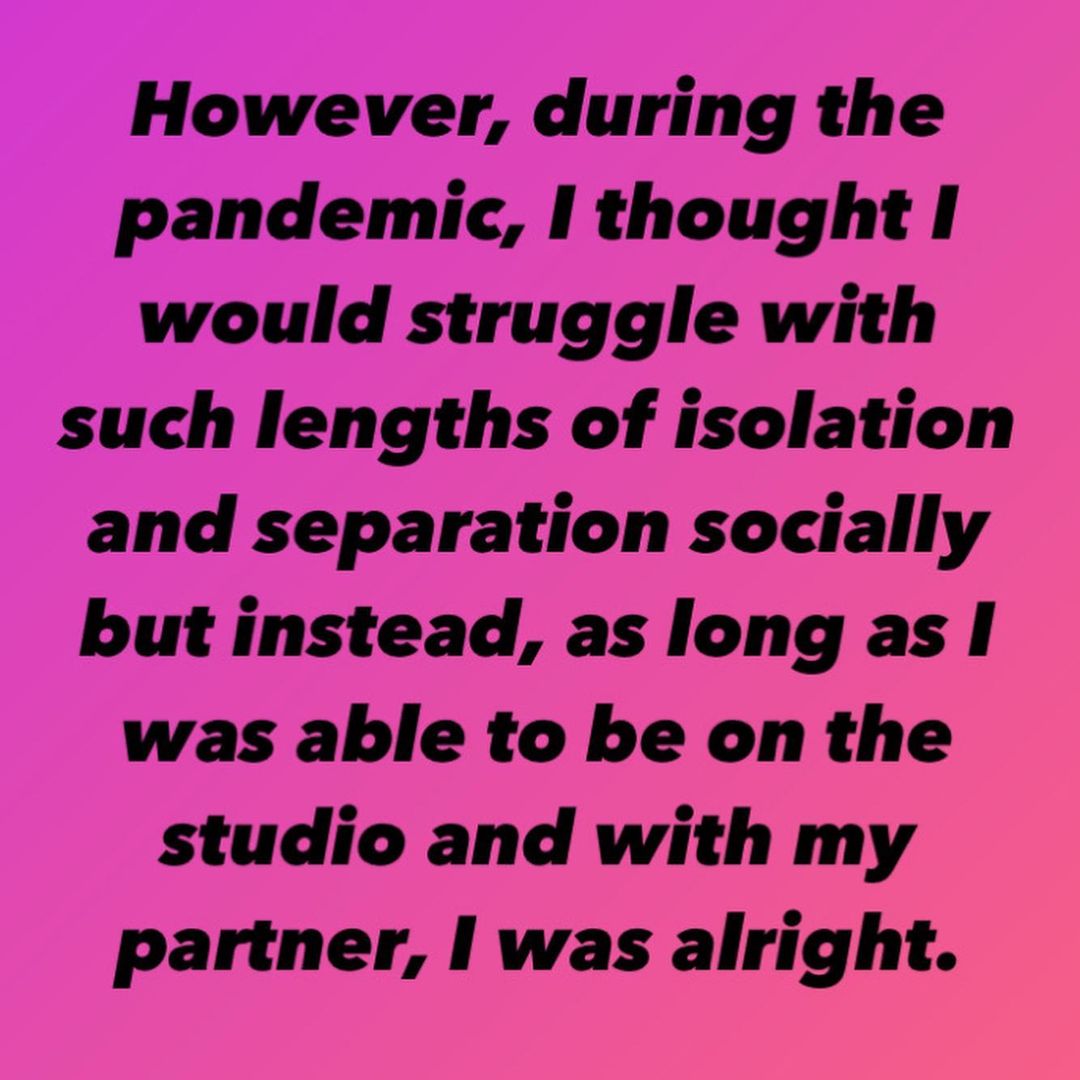 However, during the
pandemic, I thought I
would struggle with
such lengths of isolation
and separation socially
but instead, as long as I
was able to be on the
studio and with my
partner, I was alright.